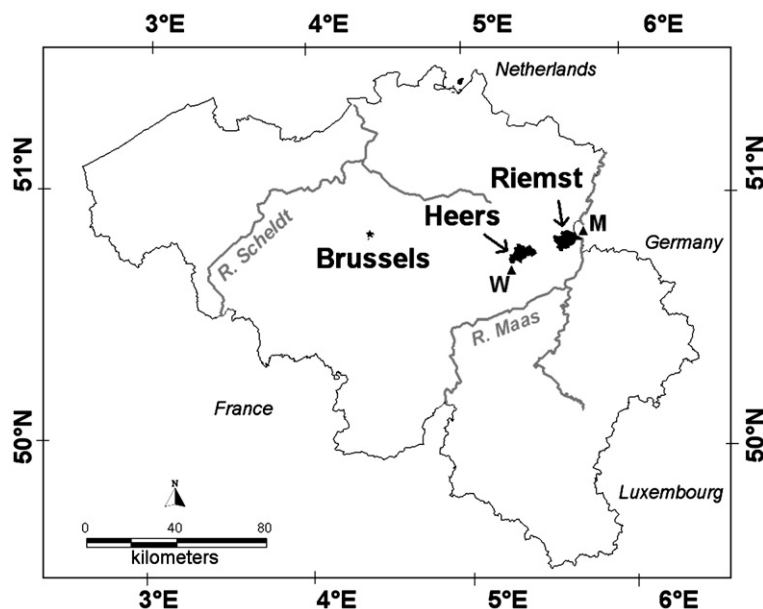 3°E 4°E 5°E 6°E
Netherlands
51°N
51°N
Riemst
Heers
M
R. Scheldt
Germany
Brussels
W
R. Maas
France
50°N
50°N
N
Luxembourg
0 40 80
kilometers
3°E 4°E 5°E 6°E